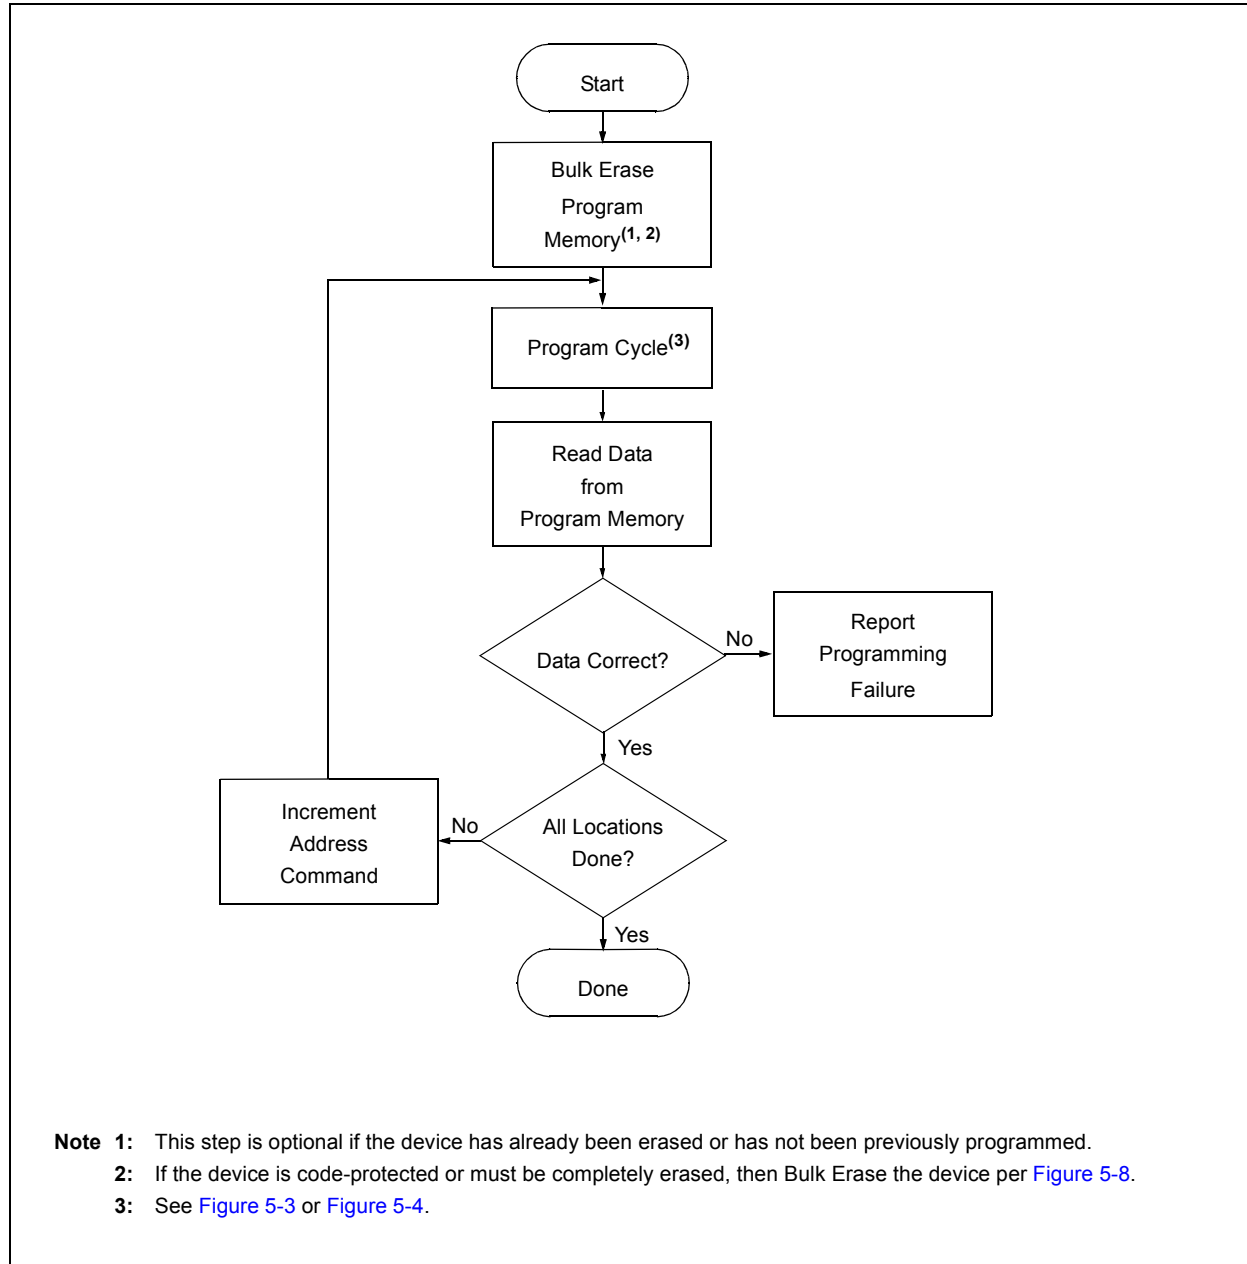 Start
Bulk Erase
Program
Memory(1, 2)
Program Cycle(3)
Read Data
from
Program Memory
Data Correct?
No
Report
Programming
Failure
Yes
Increment
Address
Command
No
All Locations
Done?
Yes
Done
Note 1: This step is optional if the device has already been erased or has not been previously programmed.
2: If the device is code-protected or must be completely erased, then Bulk Erase the device per Figure 5-8.
3: See Figure 5-3 or Figure 5-4.